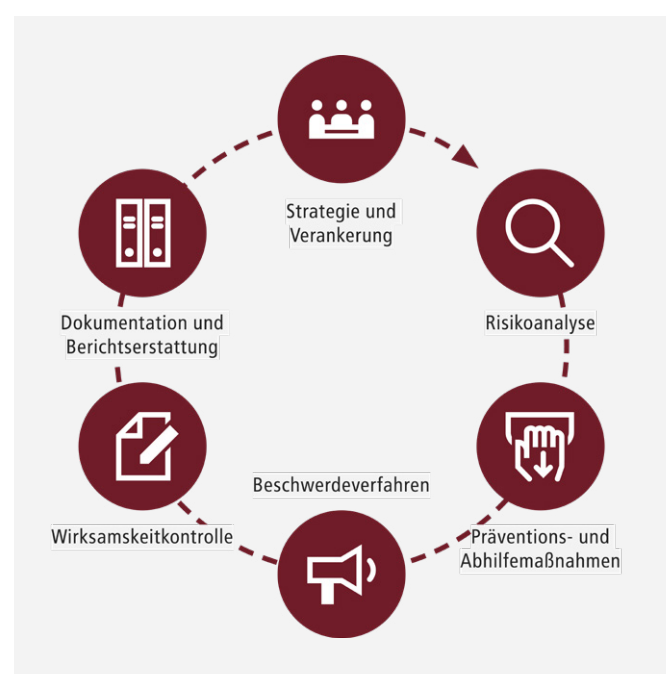 Strategie und
Verankerung
Risikoanalyse
Präventions- und
Abhilfemaßnahmen
Beschwerdeverfahren
Wirksamskeitkontrolle
Dokumentation und
Berichtserstattung